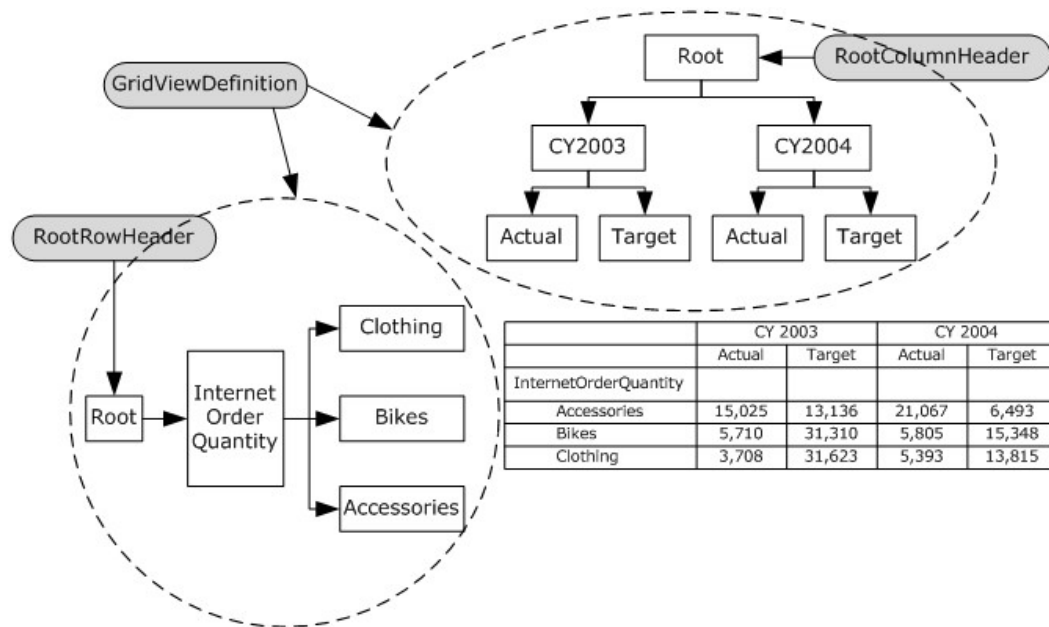 Root
RootColumnHeader
GridViewDefinition
CY2003
CY2004
Actual
Target
Actual
Target
RootRowHeader
Clothing
Root
Internet
Order
Quantity
Bikes
Accessories
CY 2003 CY 2004
Actual Target Actual Target
InternetOrderQuantity
Accessories 15,025 13,136 21,067 6,493
Bikes 5,710 31,310 5,805 15,348
Clothing 3,708 31,623 5,393 13,815